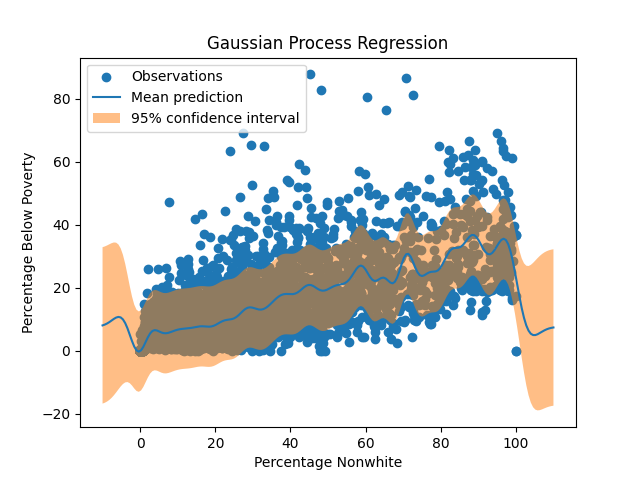 Gaussian Process Regression
Observations
Mean prediction
95% confidence interval
80
60
40
20
0
−20
Percentage Below Poverty
0 20 40 60 80 100
Percentage Nonwhite